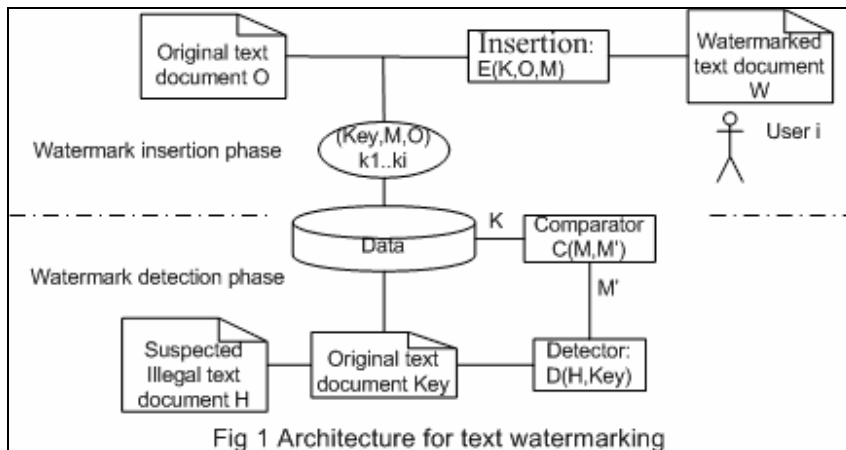 Original text
document O
Insertion:
E(K,O,M)
Watermarked
text document
W
User i
Watermark insertion phase
(Key,M,O)
k1..ki
Data
K
Comparator
C(M,M')
Watermark detection phase
M'
Suspected
Illegal text
document H
Original text
document Key
Detector:
D(H,Key)
Fig 1 Architecture for text watermarking